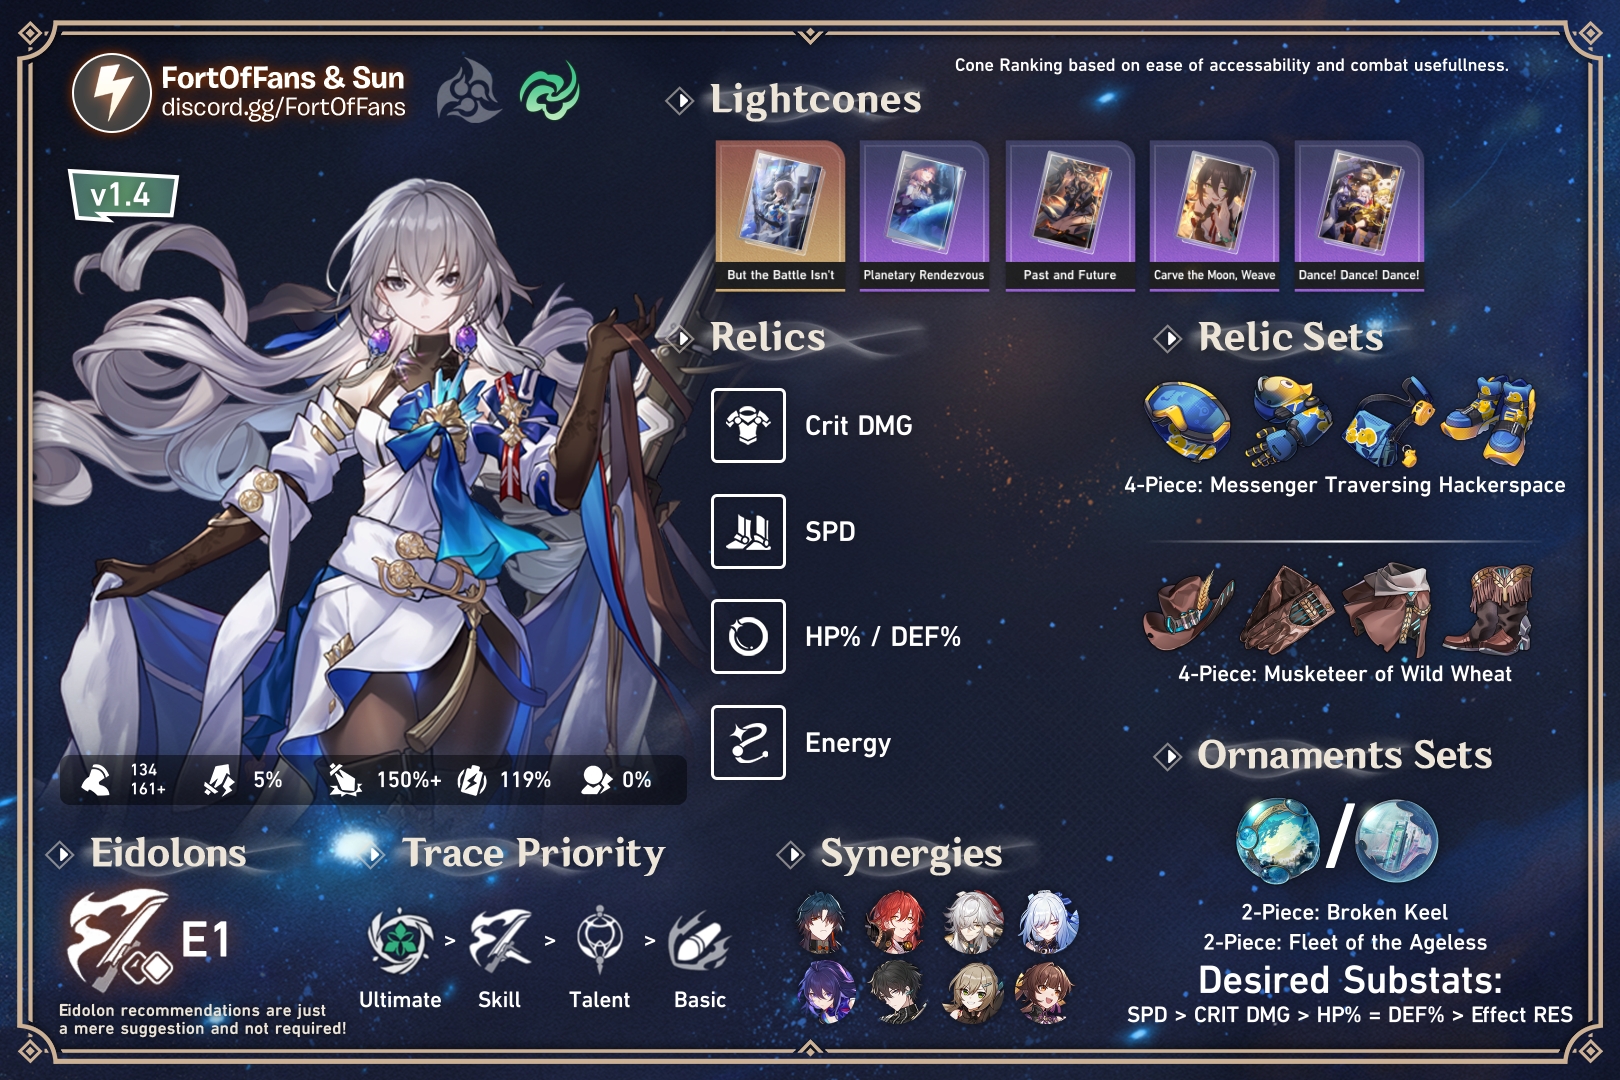 FortOfFans & Sun
discord.gg/FortOfFans
v1.4
Cone Ranking based on ease of accessability and combat usefullness.
Lightcones
But the Battle Isn't
Planetary Rendezvous
Past and Future
Carve the Moon, Weave
Dance! Dance! Dance!
Relics
Crit DMG
SPD
HP% / DEF%
Energy
Relic Sets
4-Piece: Messenger Traversing Hackerspace
4-Piece: Musketeer of Wild Wheat
Ornaments Sets
/
2-Piece: Broken Keel
2-Piece: Fleet of the Ageless
Desired Substats:
SPD > CRIT DMG > HP% = DEF% > Effect RES
134
161+
5%
150%+
119%
0%
Eidolons
E1
Eidolon recommendations are just
a mere suggestion and not required!
Trace Priority
> > >
Ultimate
Skill
Talent
Basic
Synergies